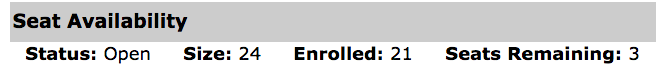 Seat Availability
Status: Open Size: 24 Enrolled: 21 Seats Remaining: 3